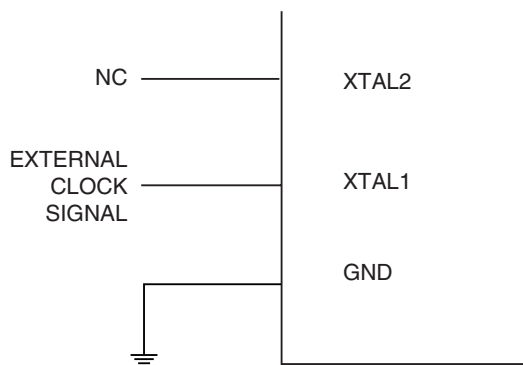 NC
XTAL2
EXTERNAL
CLOCK
SIGNAL
XTAL1
GND